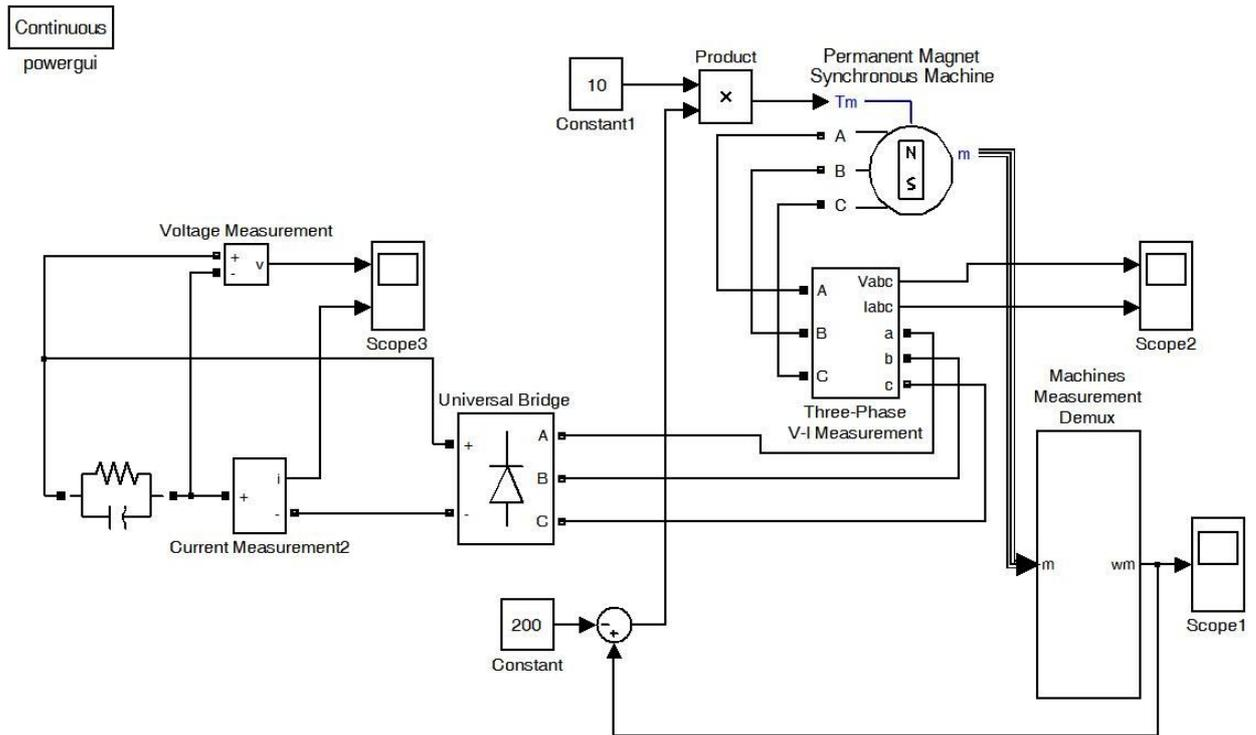 Continuous
powergui
10
Constant1
Product
×
Permanent Magnet
Synchronous Machine
Tm
A
B
C
N
S
m
Voltage Measurement
+
-
v
Scope3
A
B
C
Vabc
Iabc
a
b
c
Three-Phase
V-I Measurement
Scope2
Universal Bridge
+
-
A
B
C
+
i
-
Current Measurement2
Machines
Measurement
Demux
m
wm
Scope1
200
Constant
-
+